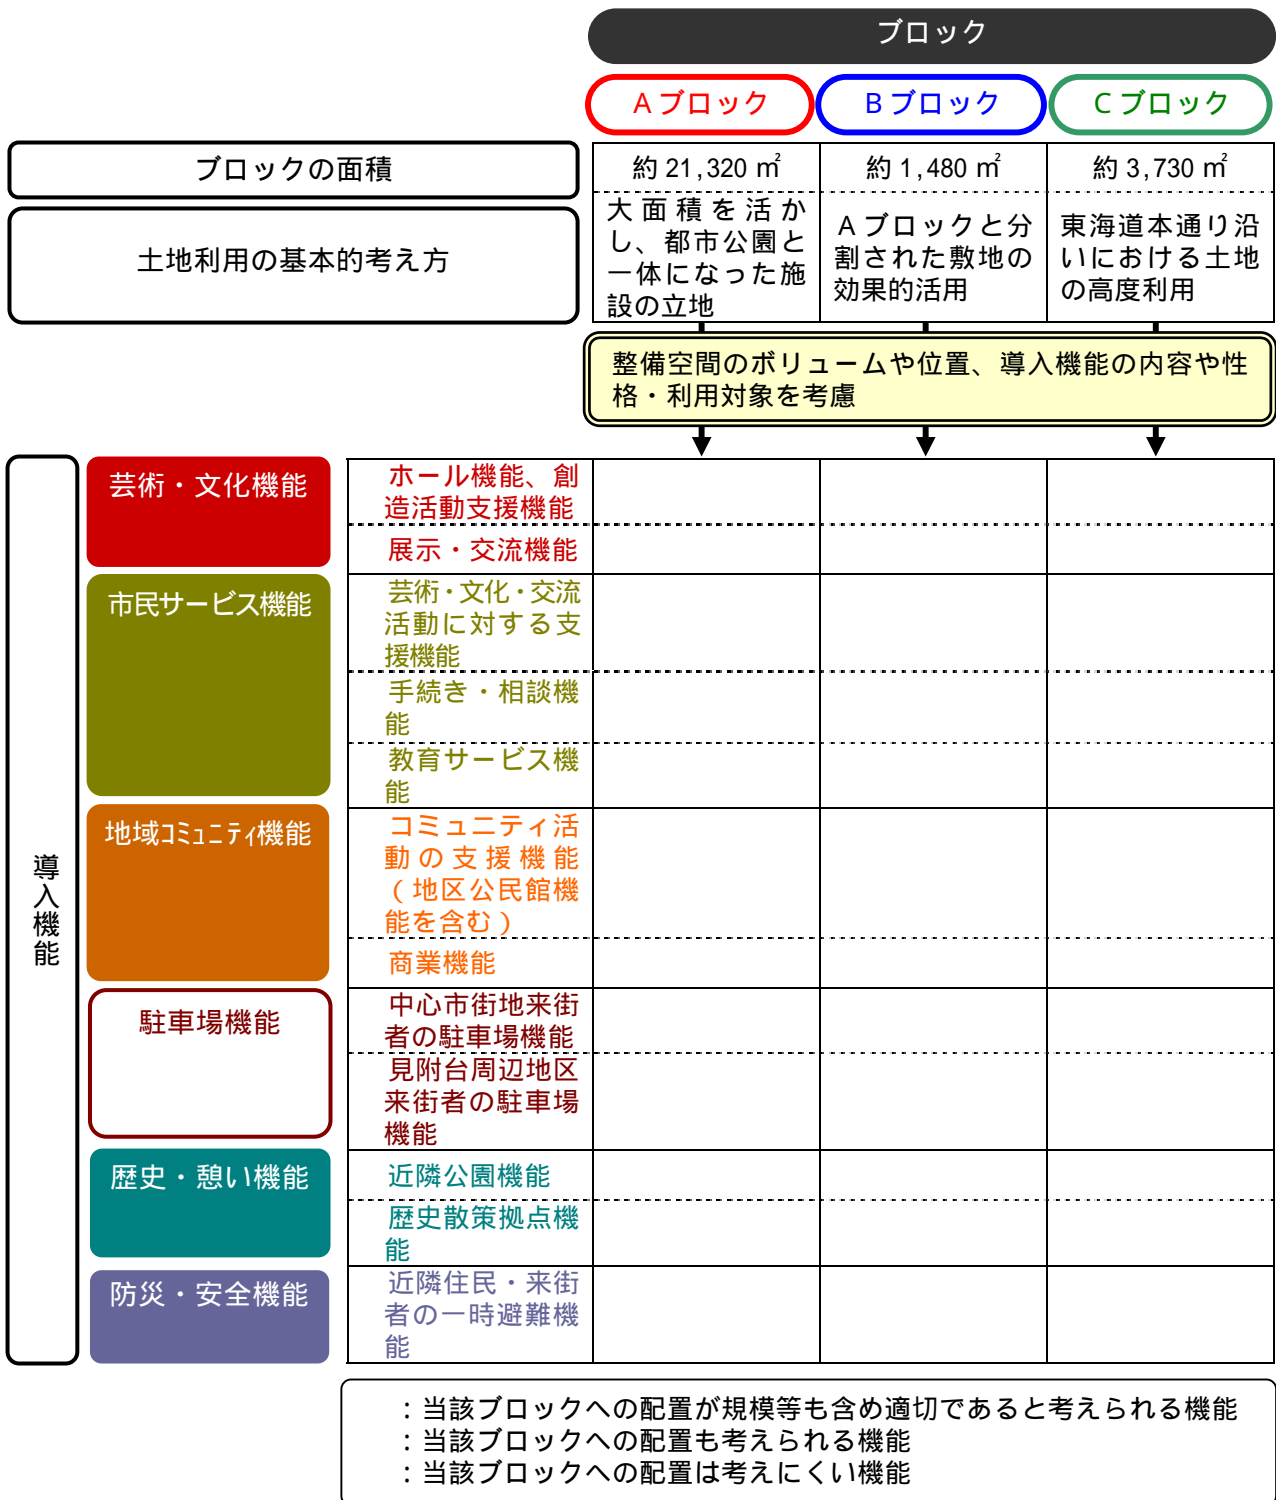 ブロック
Aブロック
Bブロック
Cブロック
ブロックの面積
約 21,320 ㎡
約 1,480 ㎡
約 3,730 ㎡
土地利用の基本的考え方
大面積を活か
し、都市公園と
一体になった施
設の立地
Aブロックと分
割された敷地の
効果的活用
東海道本通り沿
いにおける土地
の高度利用
整備空間のボリュームや位置、導入機能の内容や性
格・利用対象を考慮
導入機能
芸術・文化機能
ホール機能、創
造活動支援機能
展示・交流機能
市民サービス機能
芸術・文化・交流
活動に対する支
援機能
手続き・相談機
能
教育サービス機
能
地域ｺﾐｭﾆﾃｨ機能
コミュニティ活
動の支援機能
(地区公民館機
能を含む)
商業機能
駐車場機能
中心市街地来街
者の駐車場機能
見附台周辺地区
来街者の駐車場
機能
歴史・憩い機能
近隣公園機能
歴史散策拠点機
能
防災・安全機能
近隣住民・来街
者の一時避難機
能
：当該ブロックへの配置が規模等も含め適切であると考えられる機能
：当該ブロックへの配置も考えられる機能
：当該ブロックへの配置は考えにくい機能